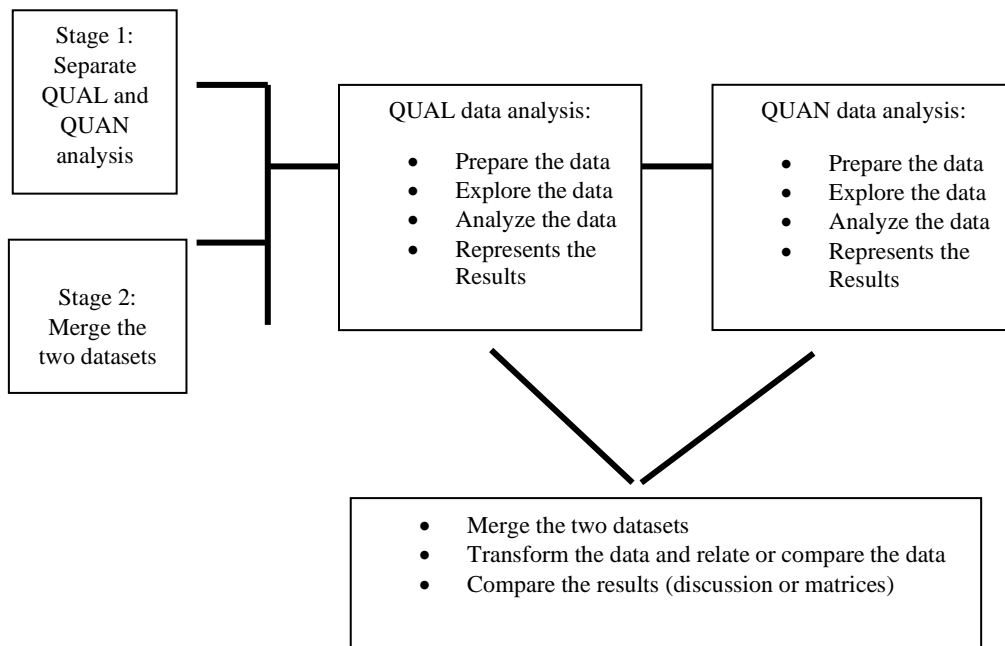 Stage 1:
Separate
QUAL and
QUAN
analysis
Stage 2:
Merge the
two datasets
QUAL data analysis:
• Prepare the data
• Explore the data
• Analyze the data
• Represents the
Results
QUAN data analysis:
• Prepare the data
• Explore the data
• Analyze the data
• Represents the
Results
• Merge the two datasets
• Transform the data and relate or compare the data
• Compare the results (discussion or matrices)